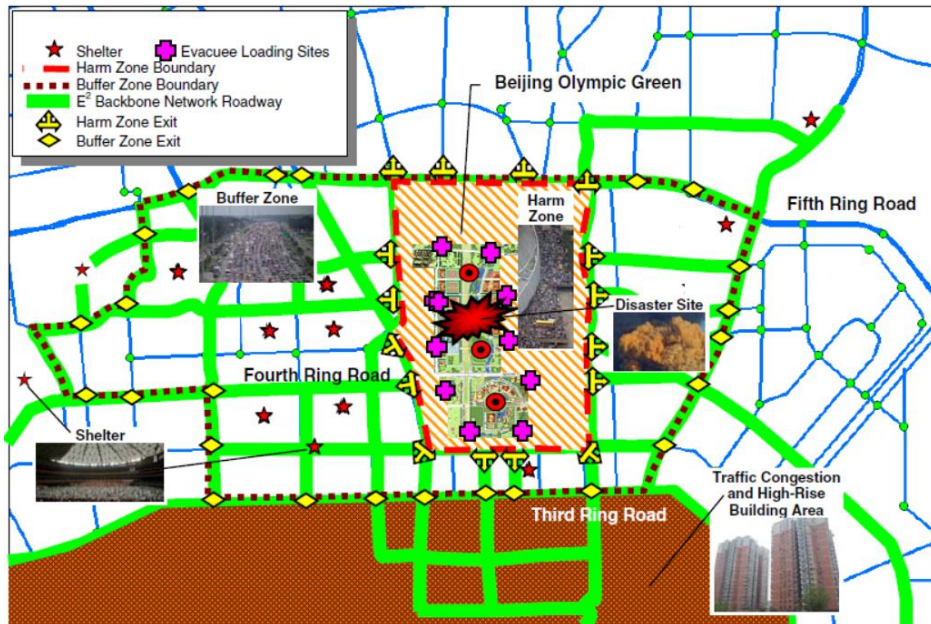 Shelter
Evacuee Loading Sites
Harm Zone Boundary
Buffer Zone Boundary
E² Backbone Network Roadway
Harm Zone Exit
Buffer Zone Exit
Beijing Olympic Green
Buffer Zone
Harm
Zone
Fifth Ring Road
Disaster Site
Fourth Ring Road
Shelter
Traffic Congestion
and High-Rise
Building Area
Third Ring Road